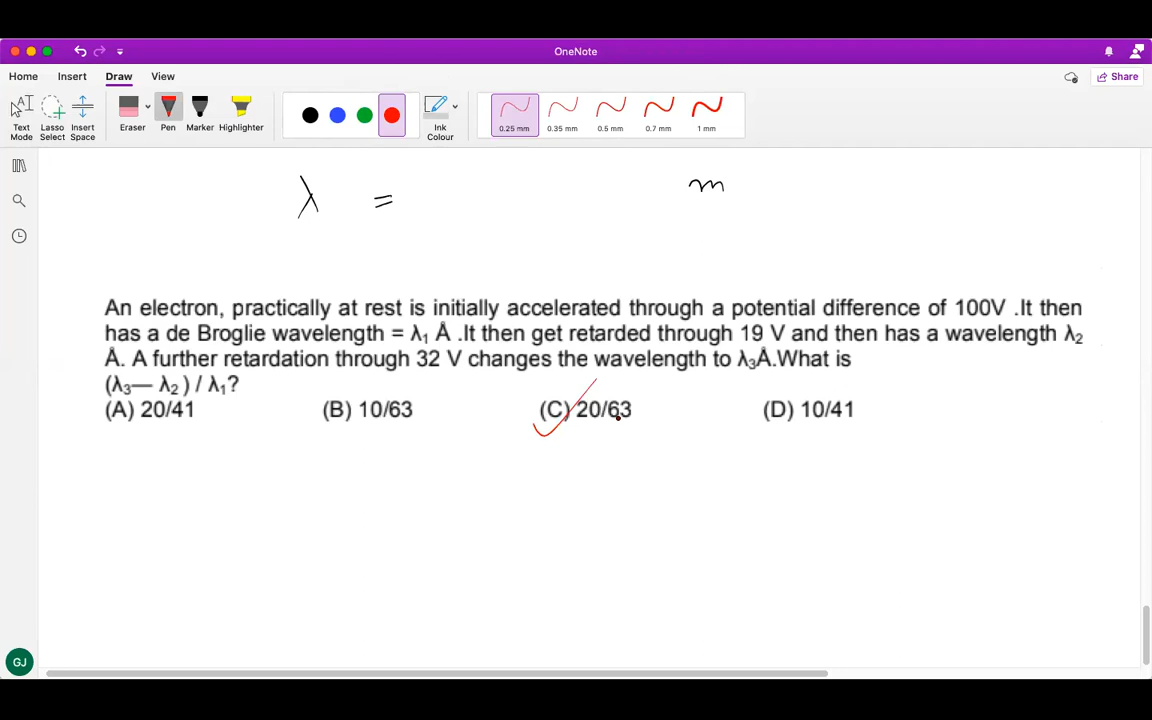 OneNote
Home Insert Draw View
Share
Text Mode
Lasso Select
Insert Space
Eraser
Pen
Marker
Highlighter
Ink Colour
0.25 mm
0.35 mm
0.5 mm
0.7 mm
1 mm
λ = m
An electron, practically at rest is initially accelerated through a potential difference of 100V .It then
has a de Broglie wavelength = λ₁ Å .It then get retarded through 19 V and then has a wavelength λ₂
Å. A further retardation through 32 V changes the wavelength to λ₃Å.What is
(λ₃— λ₂ ) / λ₁?
(A) 20/41 (B) 10/63 (C) 20/63 (D) 10/41
GJ